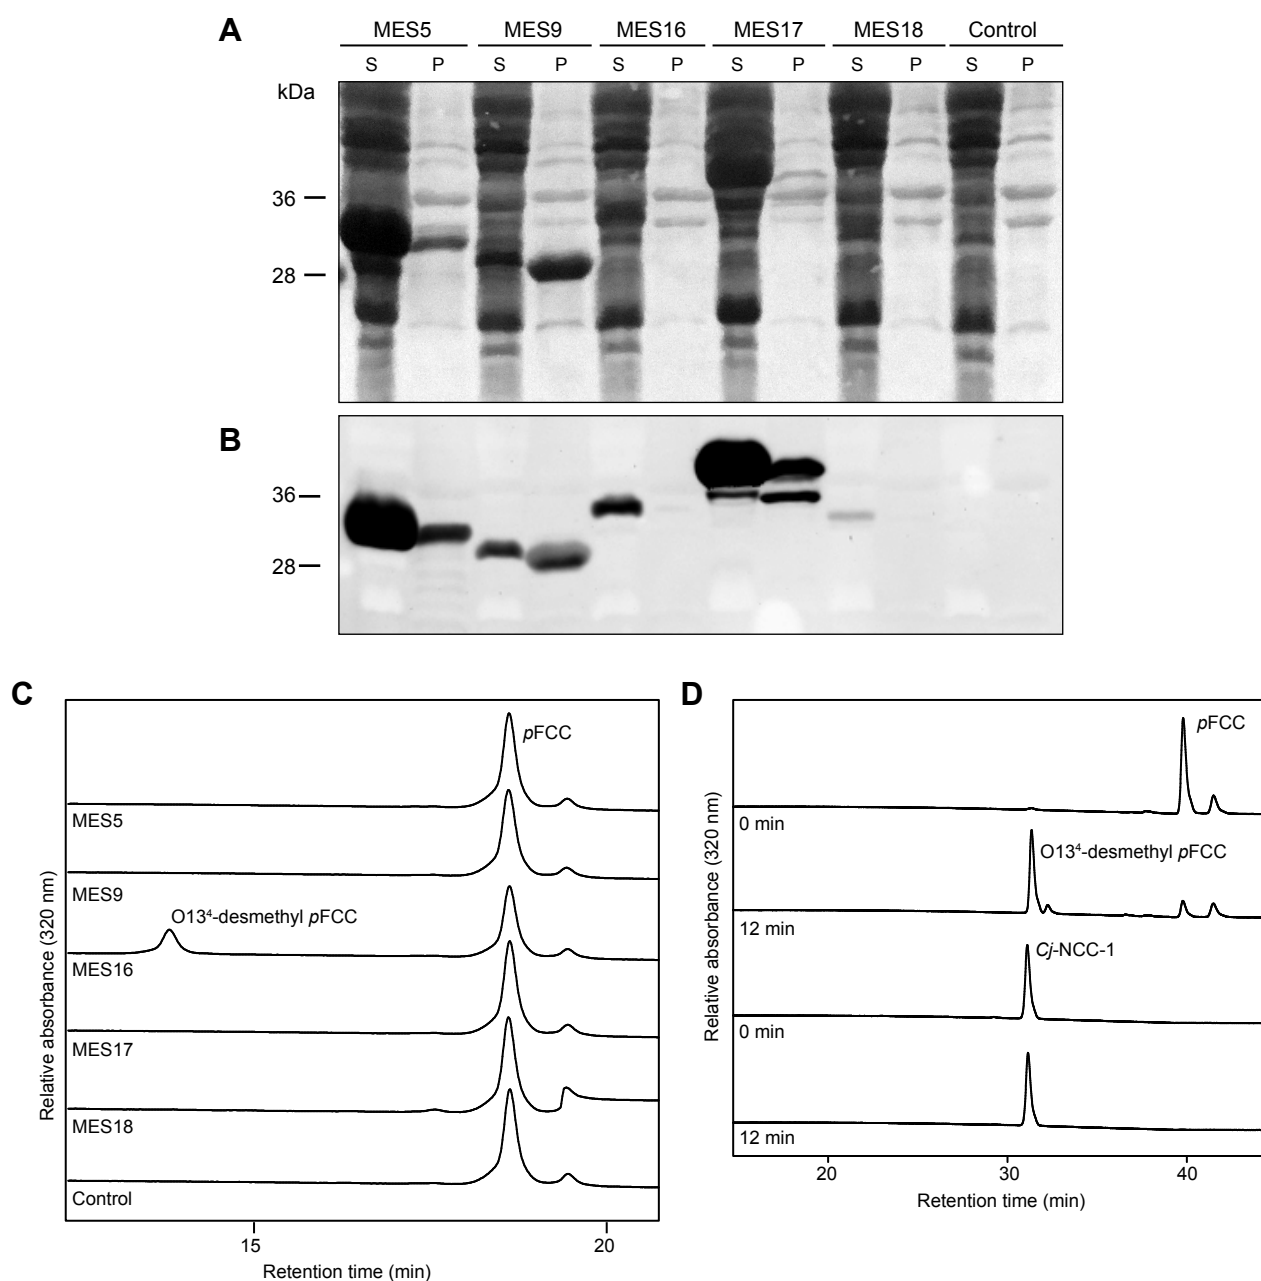 A
MES5 MES9 MES16 MES17 MES18 Control
S P S P S P S P S P S P
kDa
36
28
B
36
28
C
Relative absorbance (320 nm)
pFCC
MES5
MES9
O13⁴-desmethyl pFCC
MES16
MES17
MES18
Control
15 20
Retention time (min)
D
Relative absorbance (320 nm)
pFCC
0 min
O13⁴-desmethyl pFCC
12 min
Cj-NCC-1
0 min
12 min
20 30 40
Retention time (min)